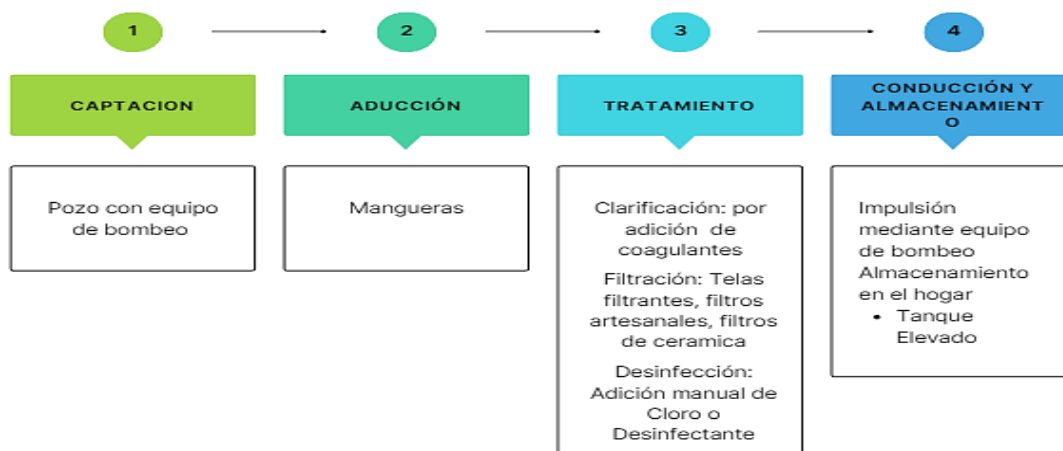 1
2
3
4
CAPTACION
ADUCCIÓN
TRATAMIENTO
CONDUCCIÓN Y
ALMACENAMIENT
O
Pozo con equipo
de bombeo
Mangueras
Clarificación: por
adición de
coagulantes
Filtración: Telas
filtrantes, filtros
artesanales, filtros
de ceramica
Desinfección:
Adición manual de
Cloro o
Desinfectante
Impulsión
mediante equipo
de bombeo
Almacenamiento
en el hogar
• Tanque
Elevado